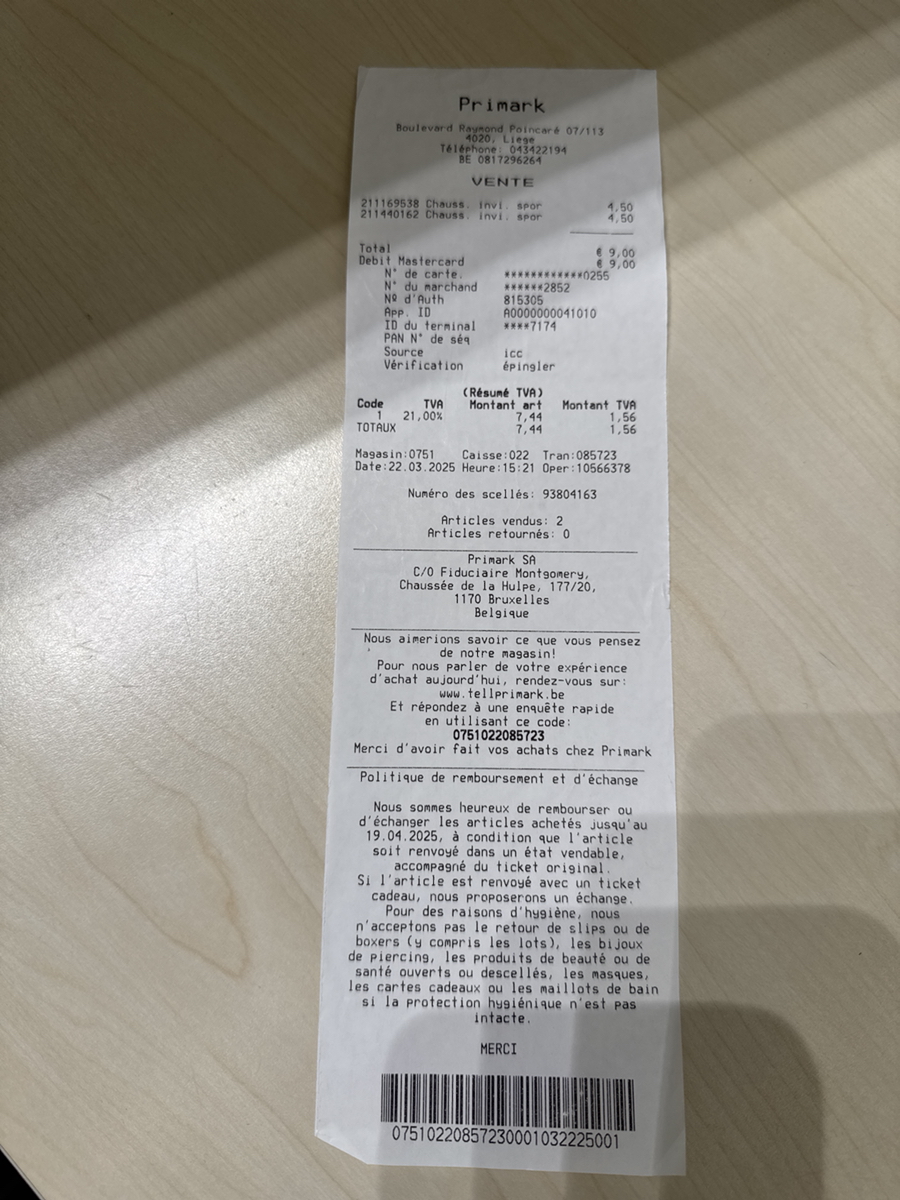 Primark
Boulevard Raymond Poincaré 07/113
4020, Liege
Téléphone: 043422194
BE 0817296264
VENTE
211169538 Chauss. invi. spor 4,50
211440162 Chauss. invi. spor 4,50
Total € 9,00
Debit Mastercard € 9,00
N° de carte. ************0255
N° du marchand ******2852
Nº d'Auth 815305
App. ID A0000000041010
ID du terminal ****7174
PAN N° de séq
Source icc
Vérification épingler
(Résumé TVA)
Code TVA Montant art Montant TVA
1 21,00% 7,44 1,56
TOTAUX 7,44 1,56
Magasin:0751 Caisse:022 Tran:085723
Date:22.03.2025 Heure:15:21 Oper:10566378
Numéro des scellés: 93804163
Articles vendus: 2
Articles retournés: 0
Primark SA
C/O Fiduciaire Montgomery,
Chaussée de la Hulpe, 177/20,
1170 Bruxelles
Belgique
Nous aimerions savoir ce que vous pensez
de notre magasin!
Pour nous parler de votre expérience
d'achat aujourd'hui, rendez-vous sur:
www.tellprimark.be
Et répondez à une enquête rapide
en utilisant ce code:
0751022085723
Merci d'avoir fait vos achats chez Primark
Politique de remboursement et d'échange
Nous sommes heureux de rembourser ou
d'échanger les articles achetés jusqu'au
19.04.2025, à condition que l'article
soit renvoyé dans un état vendable,
accompagné du ticket original.
Si l'article est renvoyé avec un ticket
cadeau, nous proposerons un échange.
Pour des raisons d'hygiène, nous
n'acceptons pas le retour de slips ou de
boxers (y compris les lots), les bijoux
de piercing, les produits de beauté ou de
santé ouverts ou descellés, les masques,
les cartes cadeaux ou les maillots de bain
si la protection hygiénique n'est pas
intacte.
MERCI
07510220857230001032225001